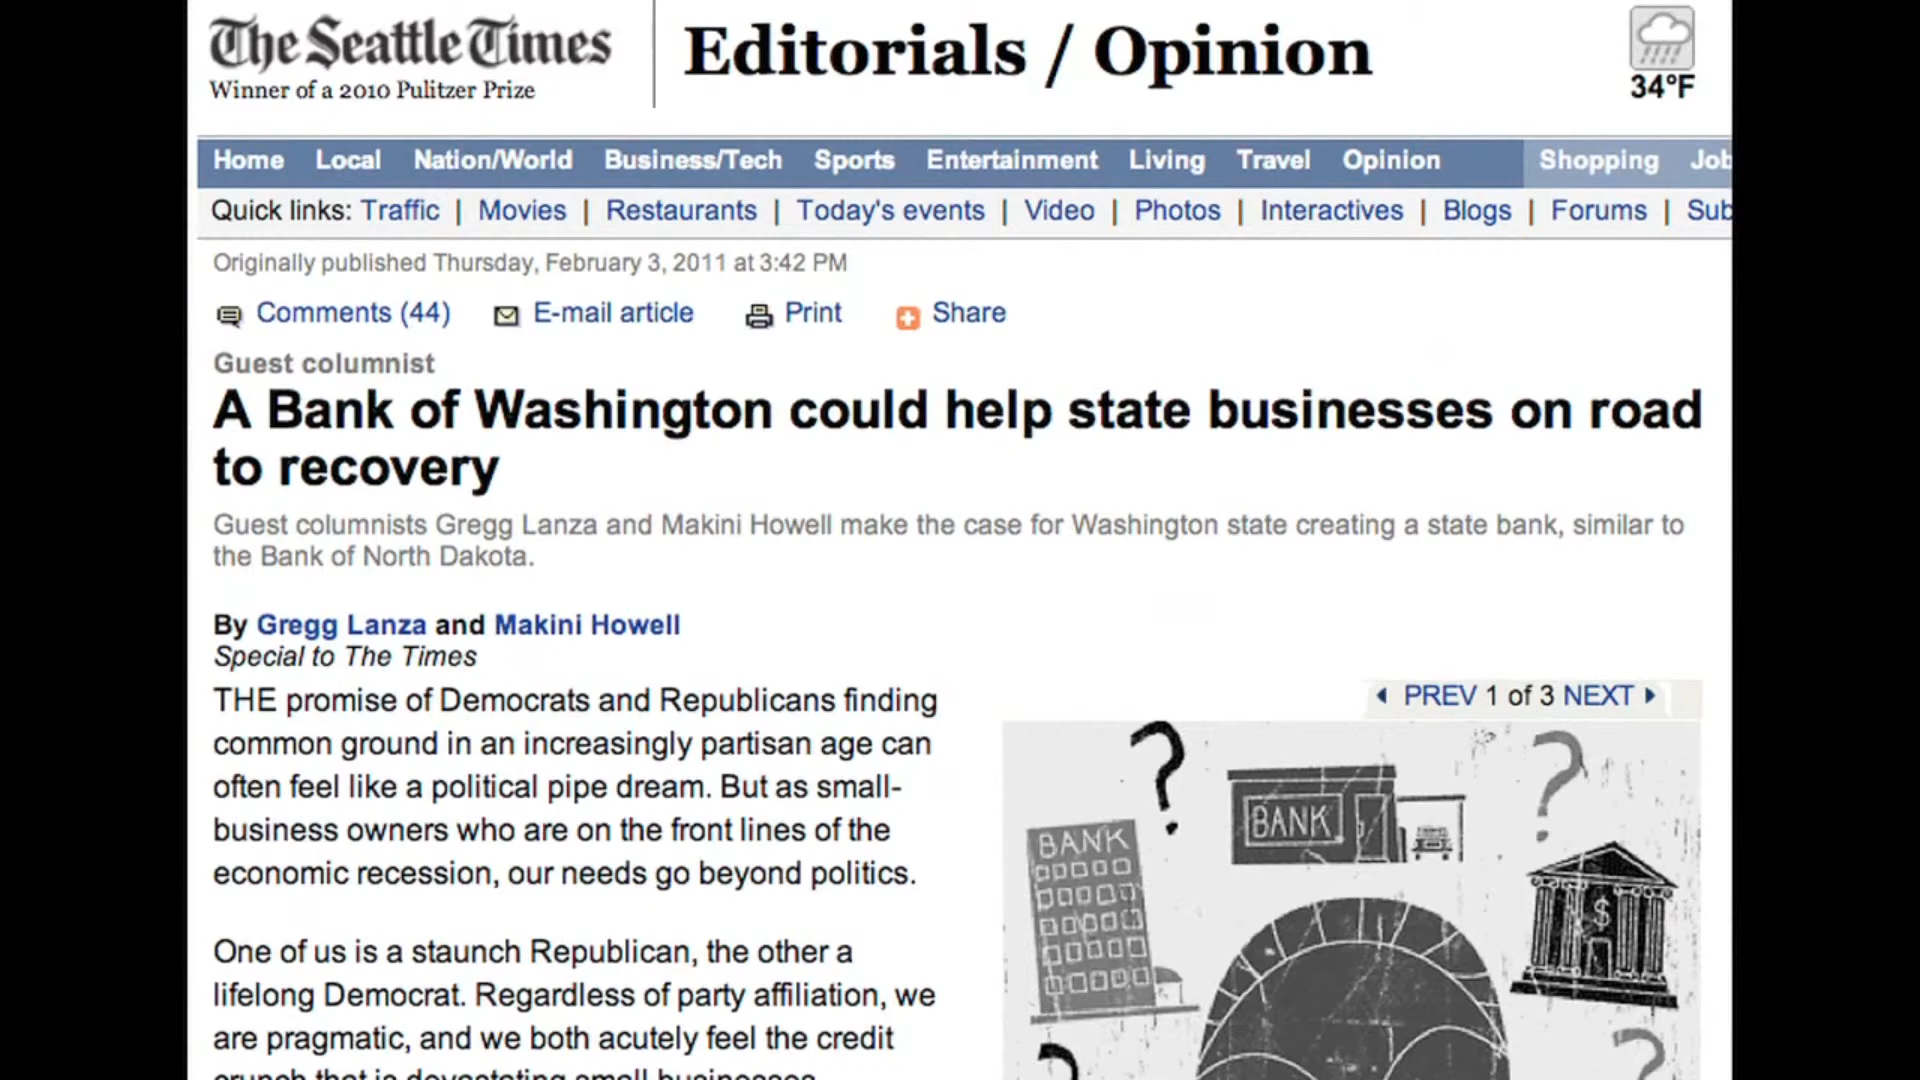 The Seattle Times
Winner of a 2010 Pulitzer Prize
Editorials / Opinion
34°F
Home Local Nation/World Business/Tech Sports Entertainment Living Travel Opinion Shopping Job
Quick links: Traffic | Movies | Restaurants | Today's events | Video | Photos | Interactives | Blogs | Forums | Sub
Originally published Thursday, February 3, 2011 at 3:42 PM
Comments (44) E-mail article Print Share
Guest columnist
A Bank of Washington could help state businesses on road
to recovery
Guest columnists Gregg Lanza and Makini Howell make the case for Washington state creating a state bank, similar to
the Bank of North Dakota.
By Gregg Lanza and Makini Howell
Special to The Times
THE promise of Democrats and Republicans finding
common ground in an increasingly partisan age can
often feel like a political pipe dream. But as small-
business owners who are on the front lines of the
economic recession, our needs go beyond politics.
One of us is a staunch Republican, the other a
lifelong Democrat. Regardless of party affiliation, we
are pragmatic, and we both acutely feel the credit
crunch that is devastating small businesses
PREV 1 of 3 NEXT
?
?
BANK
BANK
$
?
?